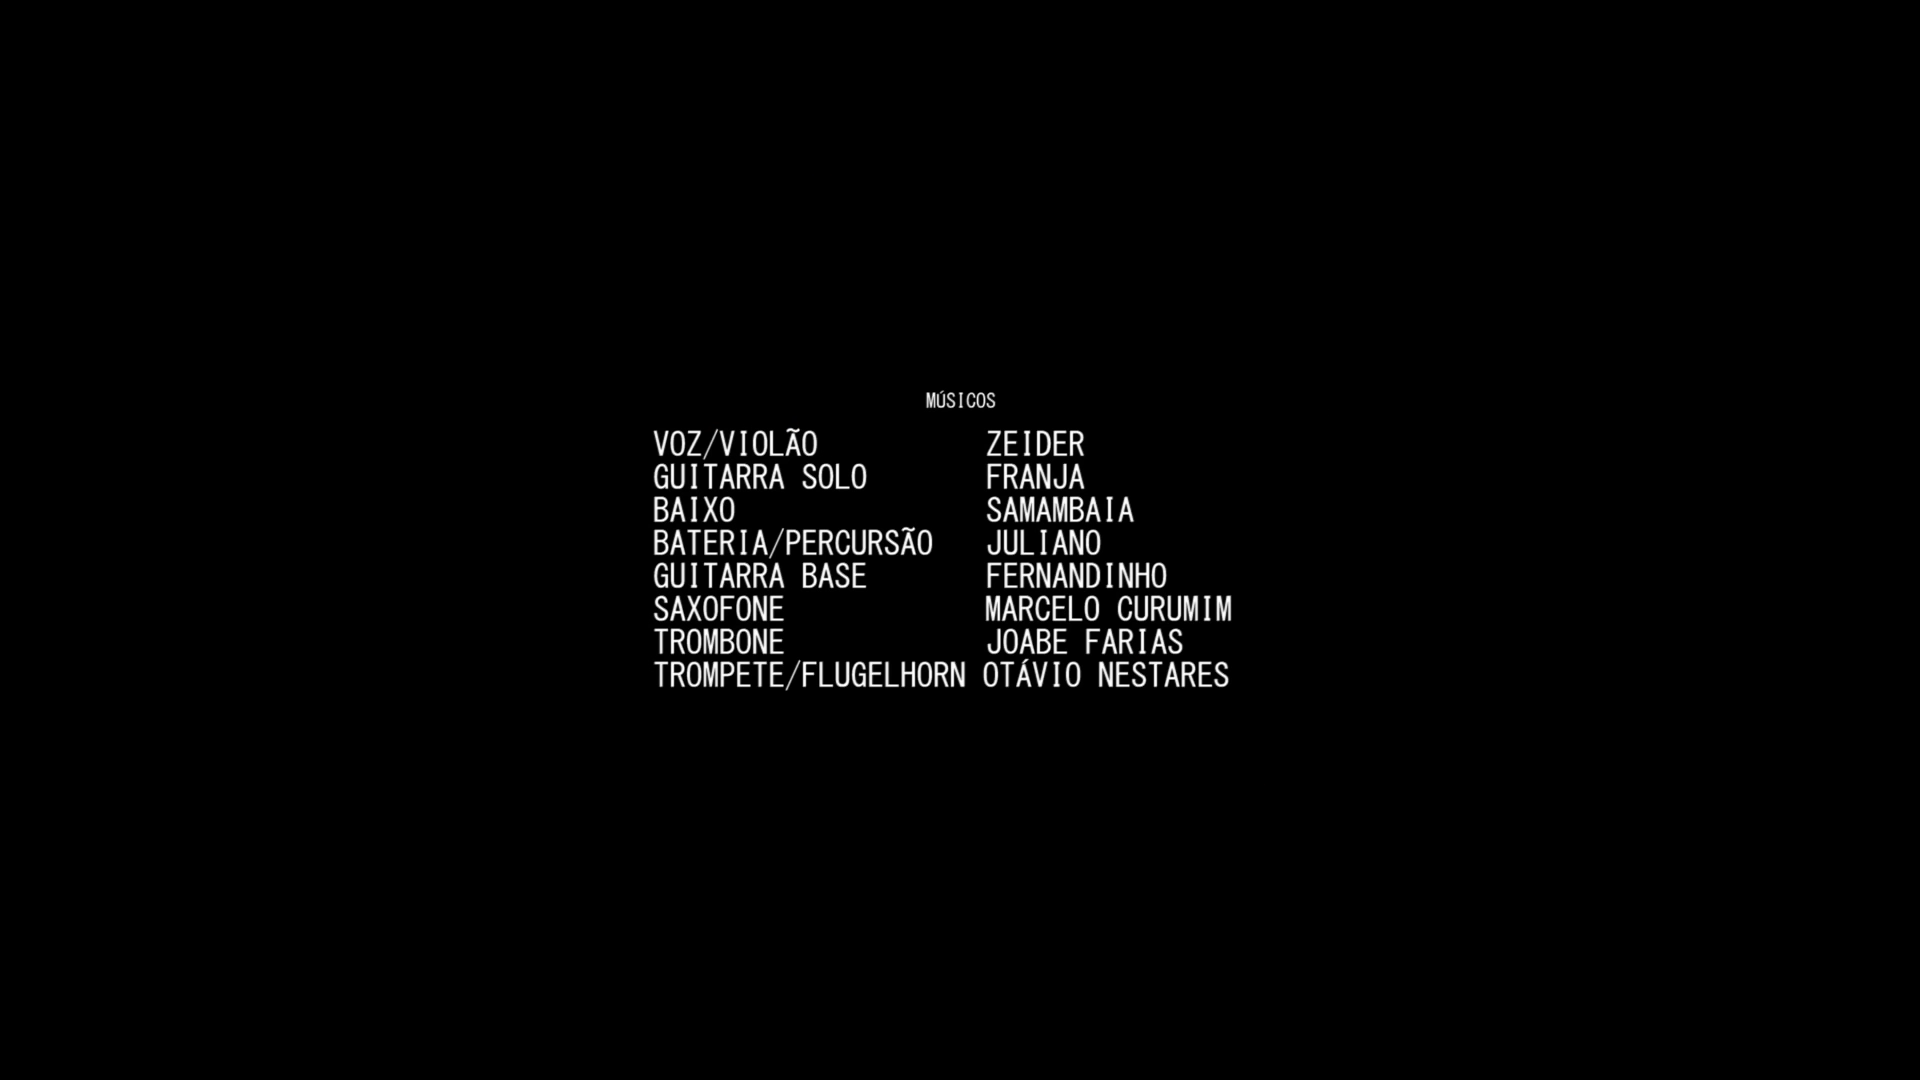 MÚSICOS
VOZ/VIOLÃO ZEIDER
GUITARRA SOLO FRANJA
BAIXO SAMAMBAIA
BATERIA/PERCURSÃO JULIANO
GUITARRA BASE FERNANDINHO
SAXOFONE MARCELO CURUMIM
TROMBONE JOABE FARIAS
TROMPETE/FLUGELHORN OTÁVIO NESTARES